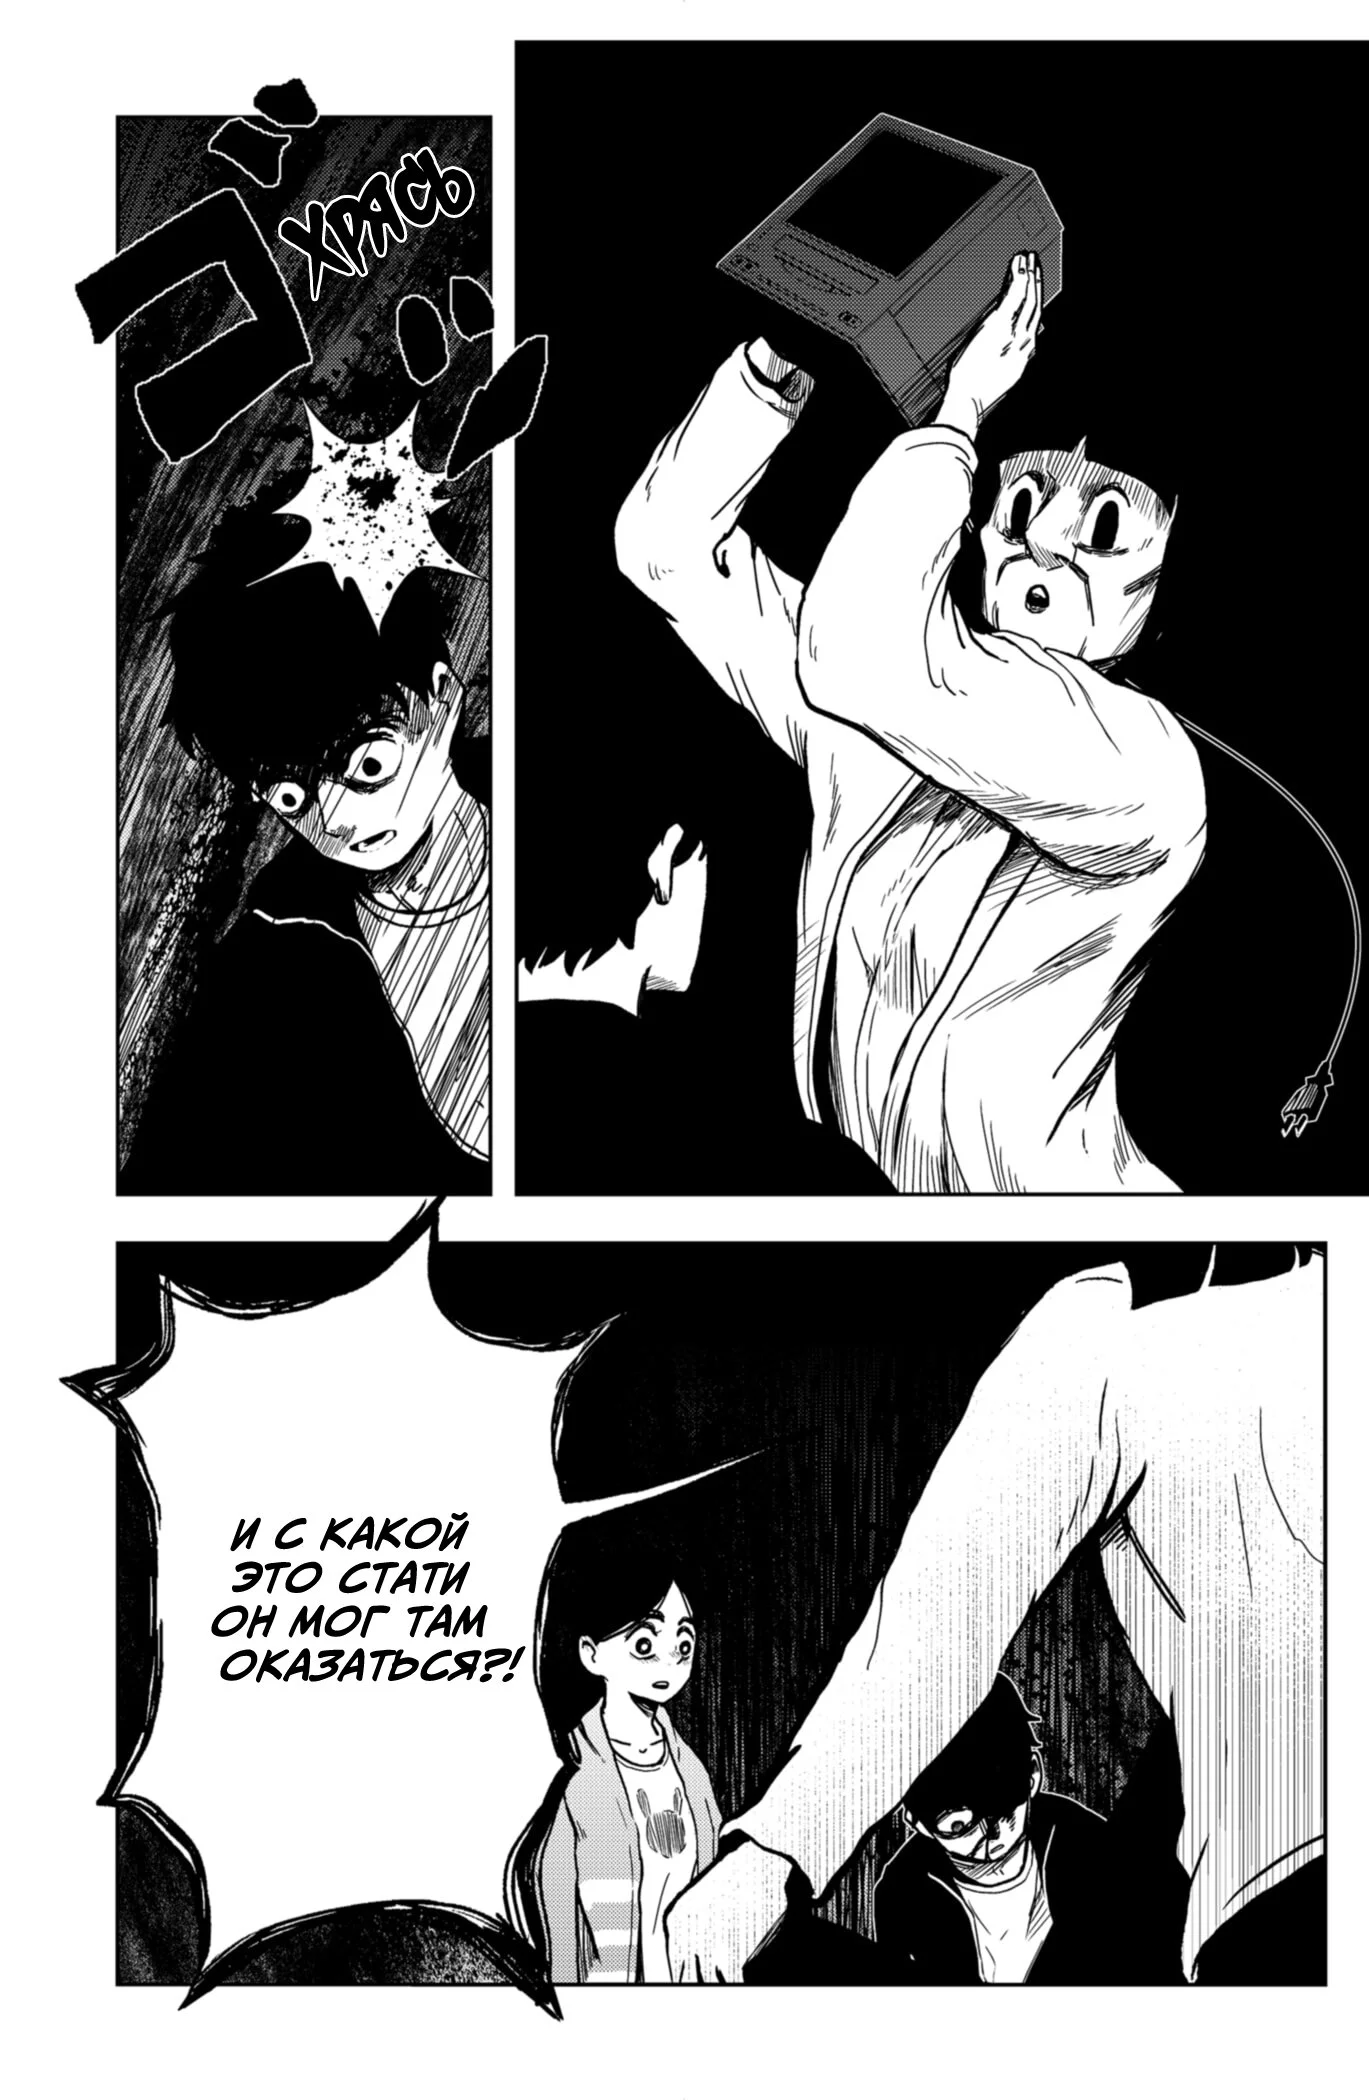 ゴッ
ХРЯСЬ
И С КАКОЙ
ЭТО СТАТИ
ОН МОГ ТАМ
ОКАЗАТЬСЯ?!